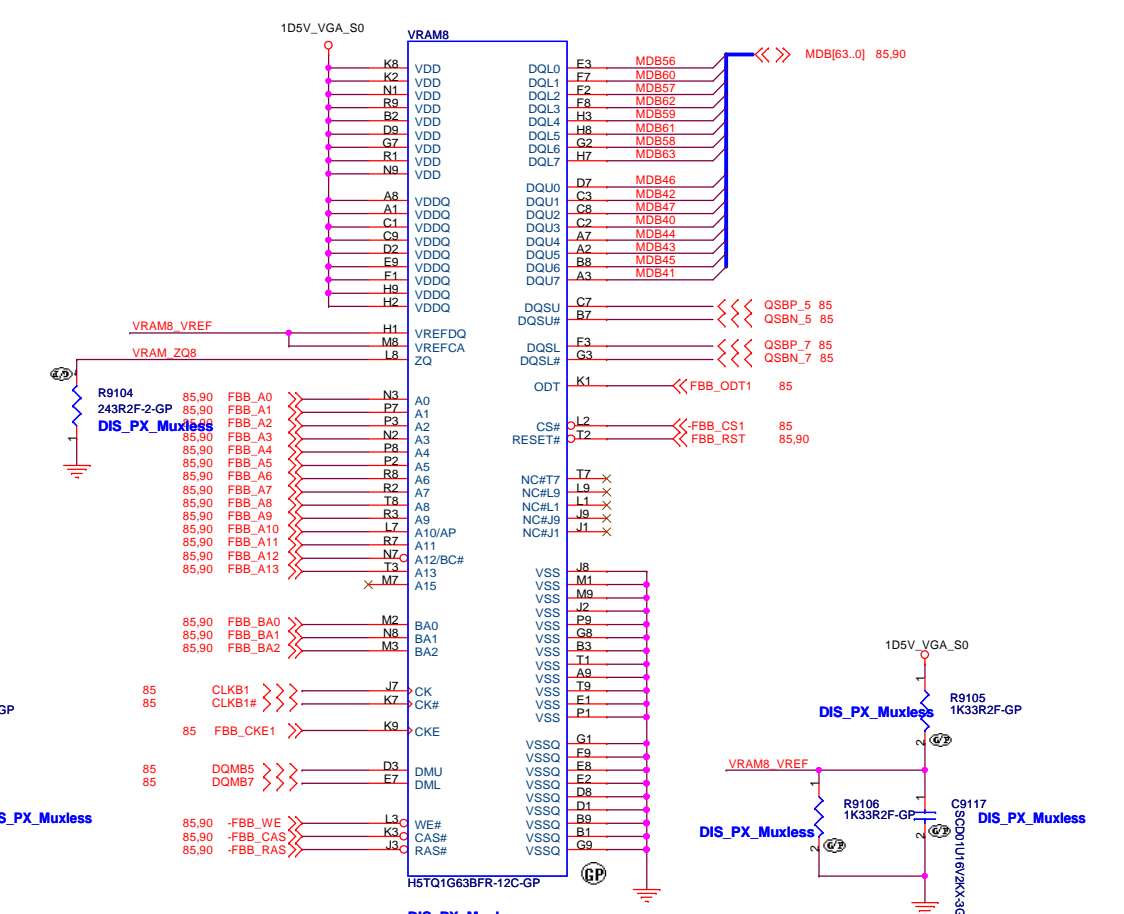 1D5V_VGA_S0
VRAM8
MDB[63..0] 85,90
K8 VDD DQL0 E3 MDB56
K2 VDD DQL1 F7 MDB60
N1 VDD DQL2 F2 MDB57
R9 VDD DQL3 F8 MDB62
B2 VDD DQL4 H3 MDB59
D9 VDD DQL5 H8 MDB61
G7 VDD DQL6 G2 MDB58
R1 VDD DQL7 H7 MDB63
N9 VDD
DQU0 D7 MDB46
A8 VDDQ DQU1 C3 MDB42
A1 VDDQ DQU2 C8 MDB47
C1 VDDQ DQU3 C2 MDB40
C9 VDDQ DQU4 A7 MDB44
D2 VDDQ DQU5 A2 MDB43
E9 VDDQ DQU6 B8 MDB45
F1 VDDQ DQU7 A3 MDB41
H9 VDDQ
H2 VDDQ DQSU C7 QSBP_5 85
DQSU# B7 QSBN_5 85
VRAM8_VREF H1 VREFDQ
M8 VREFCA DQSL F3 QSBP_7 85
VRAM_ZQ8 L8 ZQ DQSL# G3 QSBN_7 85
ODT K1 FBB_ODT1 85
R9104
243R2F-2-GP
DIS_PX_Muxless
1
85,90 FBB_A0 N3 A0
85,90 FBB_A1 P7 A1
85,90 FBB_A2 P3 A2 CS# L2 -FBB_CS1 85
85,90 FBB_A3 N2 A3 RESET# T2 FBB_RST 85,90
85,90 FBB_A4 P8 A4
85,90 FBB_A5 P2 A5
85,90 FBB_A6 R8 A6 NC#T7 T7
85,90 FBB_A7 R2 A7 NC#L9 L9
85,90 FBB_A8 T8 A8 NC#L1 L1
85,90 FBB_A9 R3 A9 NC#J9 J9
85,90 FBB_A10 L7 A10/AP NC#J1 J1
85,90 FBB_A11 R7 A11
85,90 FBB_A12 N7 A12/BC#
85,90 FBB_A13 T3 A13 VSS J8
M7 A15 VSS M1
VSS M9
VSS J2
85,90 FBB_BA0 M2 BA0 VSS P9
85,90 FBB_BA1 N8 BA1 VSS G8
85,90 FBB_BA2 M3 BA2 VSS B3
VSS T1
VSS A9
85 CLKB1 J7 CK VSS T9
85 CLKB1# K7 CK# VSS E1
VSS P1
85 FBB_CKE1 K9 CKE
VSSQ G1
VSSQ F9
85 DQMB5 D3 DMU VSSQ E8
85 DQMB7 E7 DML VSSQ E2
VSSQ D8
VSSQ D1
85,90 -FBB_WE L3 WE# VSSQ B9
85,90 -FBB_CAS K3 CAS# VSSQ B1
85,90 -FBB_RAS J3 RAS# VSSQ G9
H5TQ1G63BFR-12C-GP
GP
1D5V_VGA_S0
1
R9105
1K33R2F-GP
DIS_PX_Muxless
2 G/P
VRAM8_VREF
1
R9106
1K33R2F-GP
DIS_PX_Muxless
2 G/P
1
C9117
DIS_PX_Muxless
2 G/P
GP
S_PX_Muxless